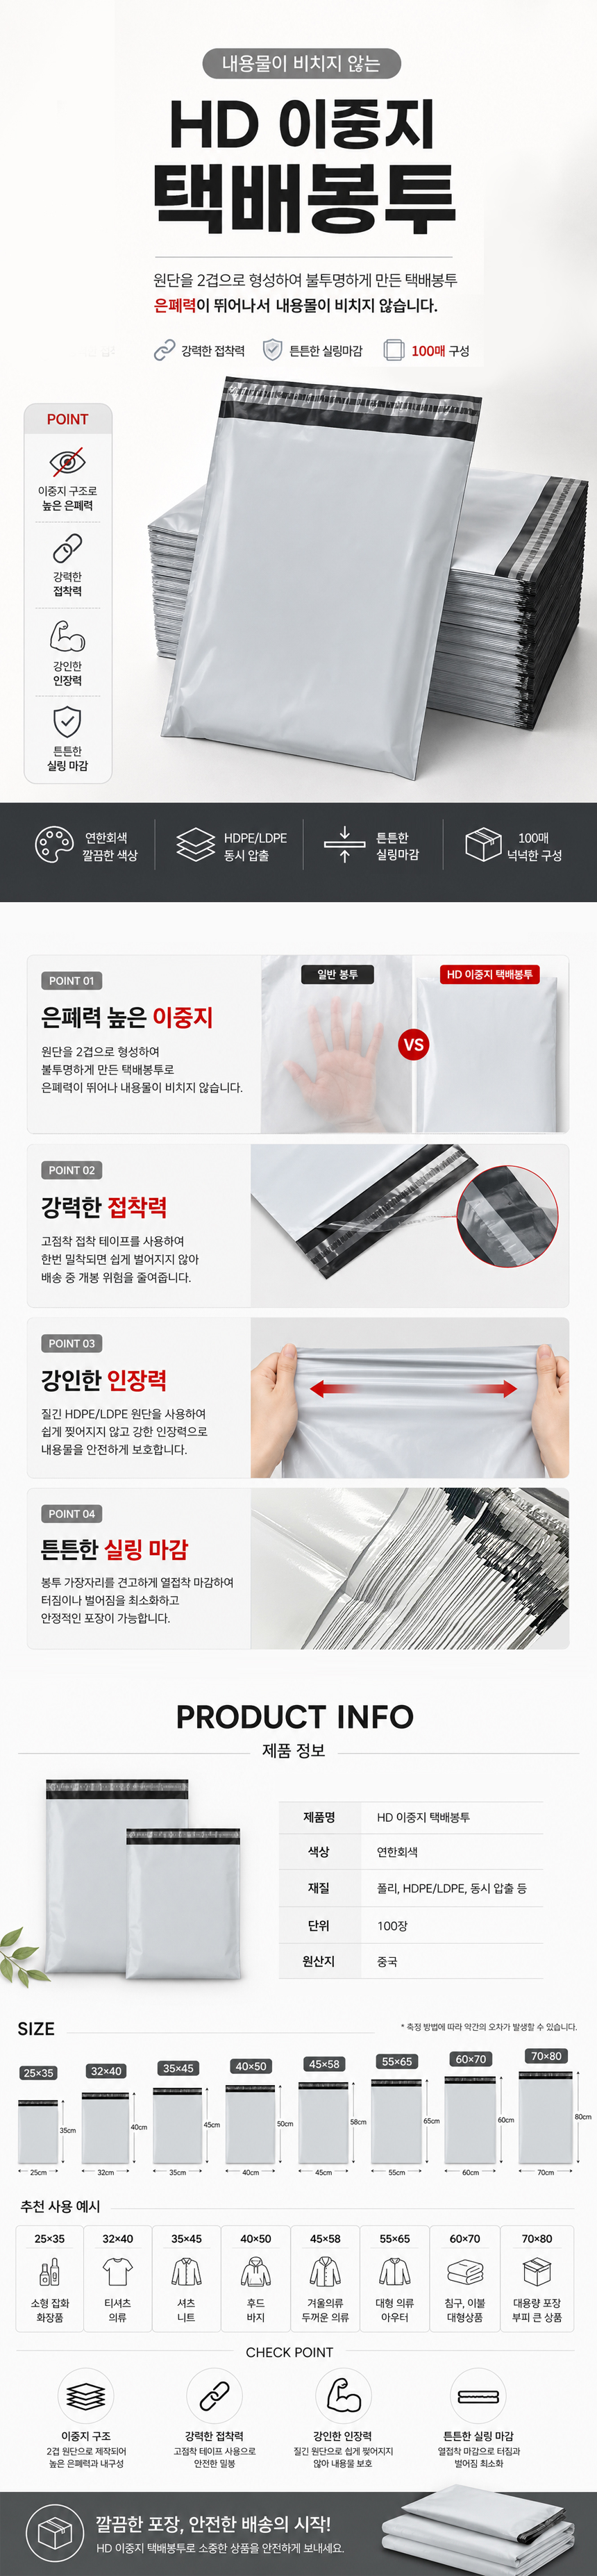 내용물이 비치지 않는
HD 이중지
택배봉투
원단을 2겹으로 형성하여 불투명하게 만든 택배봉투
은폐력이 뛰어나서 내용몰이 비치지 않습니다.
강력한 접착력
튼튼한 실링마감
100매 구성
POINT
이중지 구조로
높은 은폐력
강력한
접착력
강인한
인장력
튼튼한
실링 마감
연한회색
깔끔한 색상
HDPE/LDPE
동시 압출
튼튼한
실링마감
100매
넉넉한 구성
POINT 01
은폐력 높은 이중지
원단을 2겹으로 형성하여
불투명하게 만든 택배봉투로
은폐력이 뛰어나 내용물이 비치지 않습니다.
일반 봉투
VS
HD 이중지 택배봉투
POINT 02
강력한 접착력
고점착 접착 테이프를 사용하여
한번 밀착되면 쉽게 벌어지지 않아
배송 중 개봉 위험을 줄여줍니다.
POINT 03
강인한 인장력
질긴 HDPE/LDPE 원단을 사용하여
쉽게 찢어지지 않고 강한 인장력으로
내용물을 안전하게 보호합니다.
POINT 04
튼튼한 실링 마감
봉투 가장자리를 견고하게 열접착 마감하여
터짐이나 벌어짐을 최소화하고
안정적인 포장이 가능합니다.
PRODUCT INFO
제품 정보
제품명 HD 이중지 택배봉투
색상 연한회색
재질 폴리, HDPE/LDPE, 동시 압출 등
단위 100장
원산지 중국
SIZE
* 측정 방법에 따라 약간의 오차가 발생할 수 있습니다.
25×35
32×40
35×45
40×50
45×58
55×65
60×70
70×80
35cm
40cm
45cm
50cm
58cm
65cm
60cm
80cm
25cm
32cm
35cm
40cm
45cm
55cm
60cm
70cm
추천 사용 예시
25×35
소형 잡화
화장품
32×40
티셔츠
의류
35×45
셔츠
니트
40×50
후드
바지
45×58
겨울의류
두꺼운 의류
55×65
대형 의류
아우터
60×70
침구, 이불
대형상품
70×80
대용량 포장
부피 큰 상품
CHECK POINT
이중지 구조
2겹 원단으로 제작되어
높은 은폐력과 내구성
강력한 접착력
고점착 테이프 사용으로
안전한 밀봉
강인한 인장력
질긴 원단으로 쉽게 찢어지지
않아 내용물 보호
튼튼한 실링 마감
열접착 마감으로 터짐과
벌어짐 최소화
깔끔한 포장, 안전한 배송의 시작!
HD 이중지 택배봉투로 소중한 상품을 안전하게 보내세요.